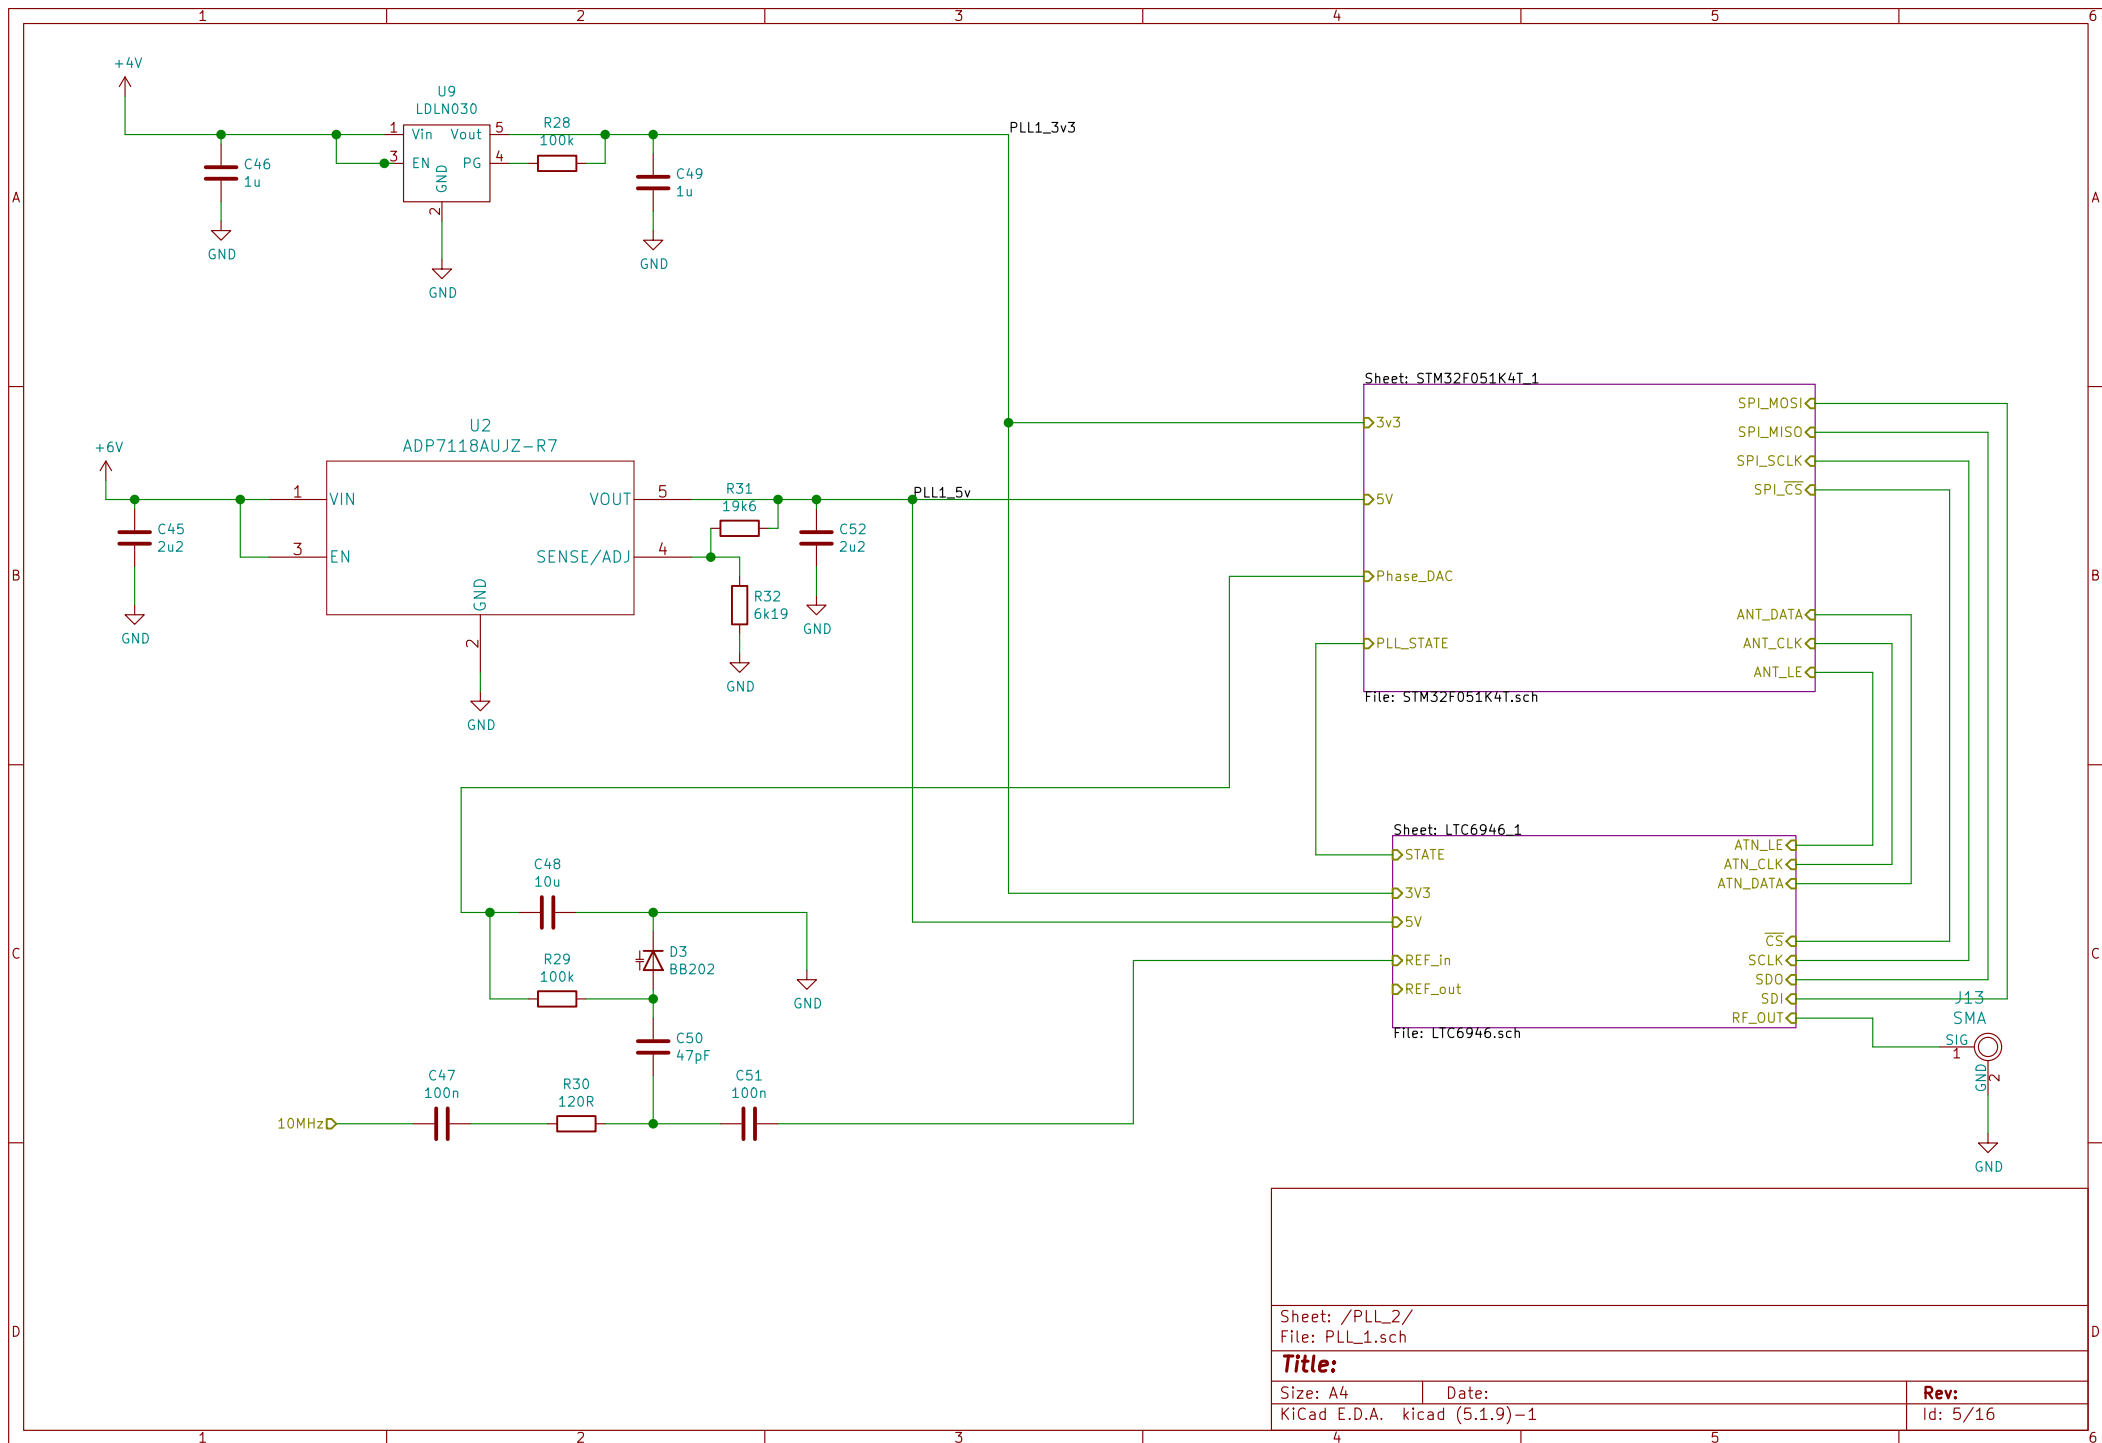 1 2 3 4 5 6
+4V
U9
LDLN030
1 Vin Vout 5
3 EN PG 4
GND
2
GND
R28
100k
C46
1u
GND
C49
1u
GND
PLL1_3v3
A A
+6V
U2
ADP7118AUJZ-R7
1 VIN VOUT 5
3 EN SENSE/ADJ 4
GND
2
GND
C45
2u2
GND
R31
19k6
R32
6k19
GND
C52
2u2
GND
PLL1_5v
B B
Sheet: STM32F051K4T_1
3v3
5V
Phase_DAC
PLL_STATE
SPI_MOSI
SPI_MISO
SPI_SCLK
SPI_CS
ANT_DATA
ANT_CLK
ANT_LE
File: STM32F051K4T.sch
Sheet: LTC6946_1
STATE
3V3
5V
REF_in
REF_out
ATN_LE
ATN_CLK
ATN_DATA
CS
SCLK
SDO
SDI
RF_OUT
File: LTC6946.sch
J13
SMA
SIG
1
GND
2
GND
C C
C48
10u
R29
100k
D3
BB202
GND
C50
47pF
C47
100n
R30
120R
C51
100n
10MHz
D D
Sheet: /PLL_2/
File: PLL_1.sch
Title:
Size: A4 Date: Rev:
KiCad E.D.A. kicad (5.1.9)-1 Id: 5/16
1 2 3 4 5 6